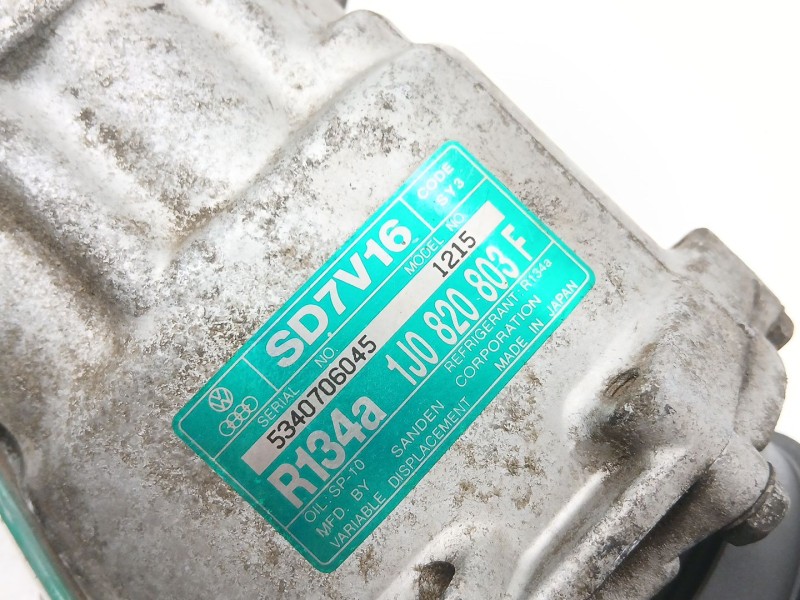 SD7V16
CODE
SY3
SERIAL NO.
MODEL NO.
5340706045
1215
R134a 1J0 820 803 F
OIL: SP-10
REFRIGERANT R134a
MFD. BY SANDEN CORPORATION
VARIABLE DISPLACEMENT
MADE IN JAPAN